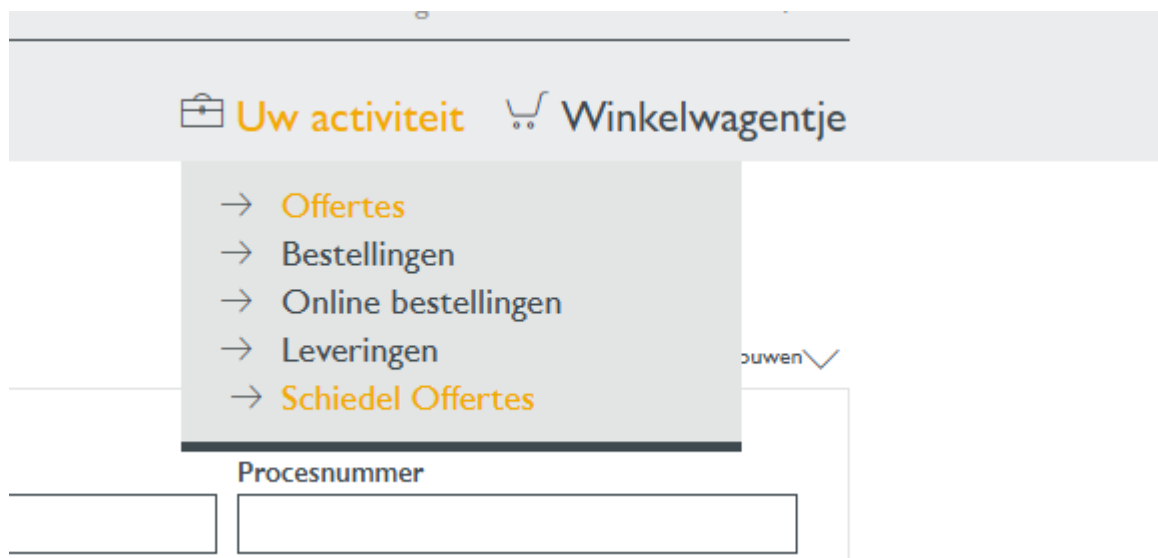 Uw activiteit Winkelwagentje
Offertes
Bestellingen
Online bestellingen
Leveringen
Schiedel Offertes
Procesnummer